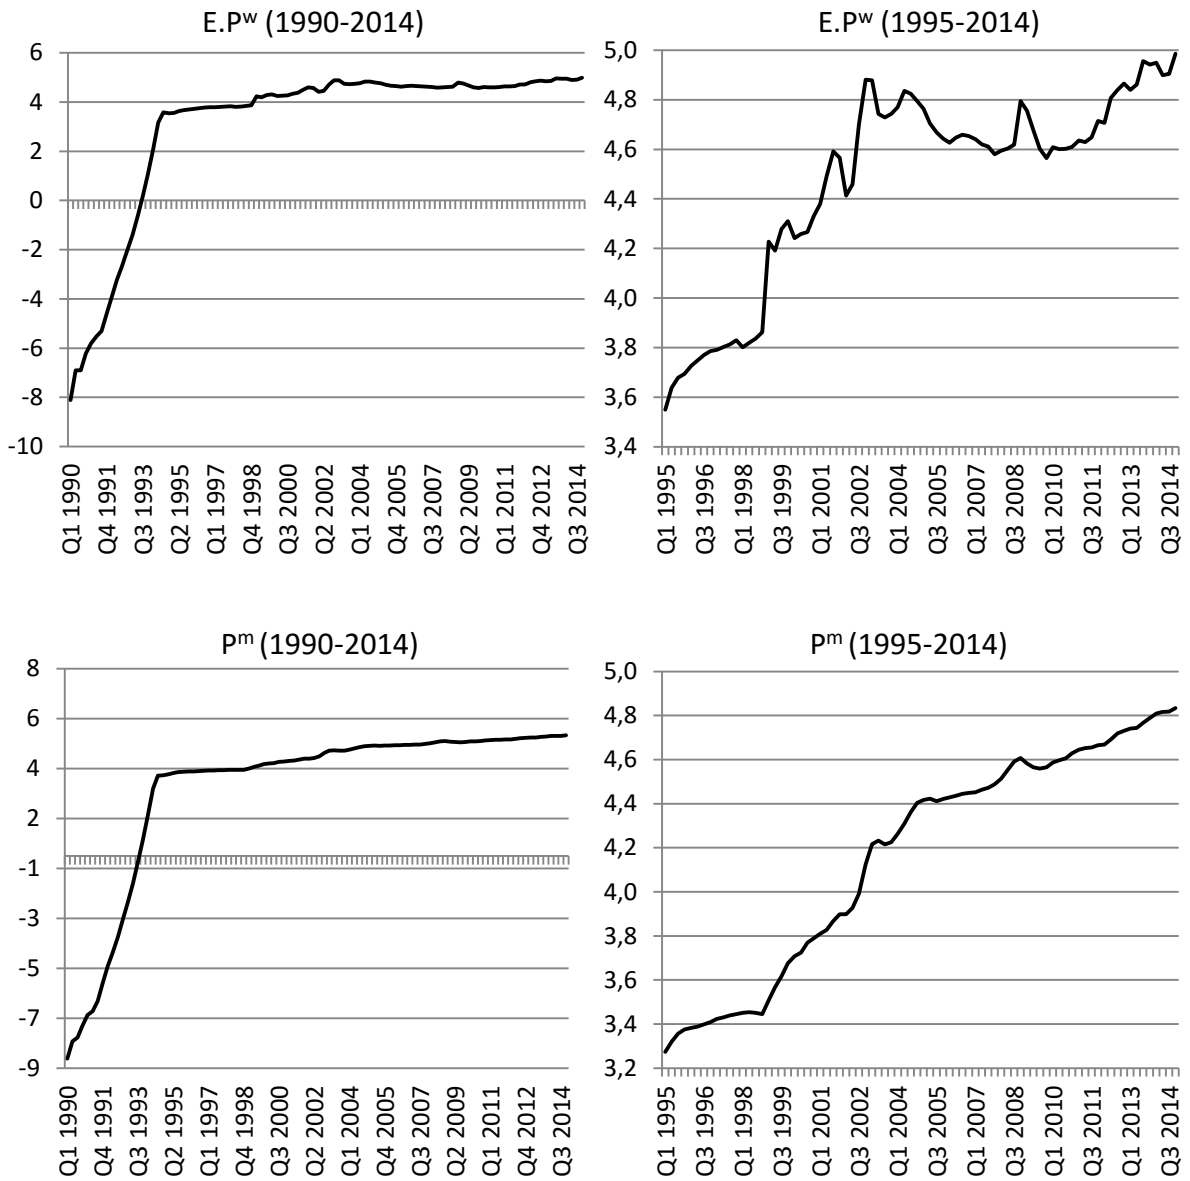 E.Pʷ (1990-2014)
6
4
2
0
-2
-4
-6
-8
-10
Q1 1990
Q4 1991
Q3 1993
Q2 1995
Q1 1997
Q4 1998
Q3 2000
Q2 2002
Q1 2004
Q4 2005
Q3 2007
Q2 2009
Q1 2011
Q4 2012
Q3 2014
E.Pʷ (1995-2014)
5,0
4,8
4,6
4,4
4,2
4,0
3,8
3,6
3,4
Q1 1995
Q3 1996
Q1 1998
Q3 1999
Q1 2001
Q3 2002
Q1 2004
Q3 2005
Q1 2007
Q3 2008
Q1 2010
Q3 2011
Q1 2013
Q3 2014
Pᵐ (1990-2014)
8
6
4
2
-1
-3
-5
-7
-9
Q1 1990
Q4 1991
Q3 1993
Q2 1995
Q1 1997
Q4 1998
Q3 2000
Q2 2002
Q1 2004
Q4 2005
Q3 2007
Q2 2009
Q1 2011
Q4 2012
Q3 2014
Pᵐ (1995-2014)
5,0
4,8
4,6
4,4
4,2
4,0
3,8
3,6
3,4
3,2
Q1 1995
Q3 1996
Q1 1998
Q3 1999
Q1 2001
Q3 2002
Q1 2004
Q3 2005
Q1 2007
Q3 2008
Q1 2010
Q3 2011
Q1 2013
Q3 2014